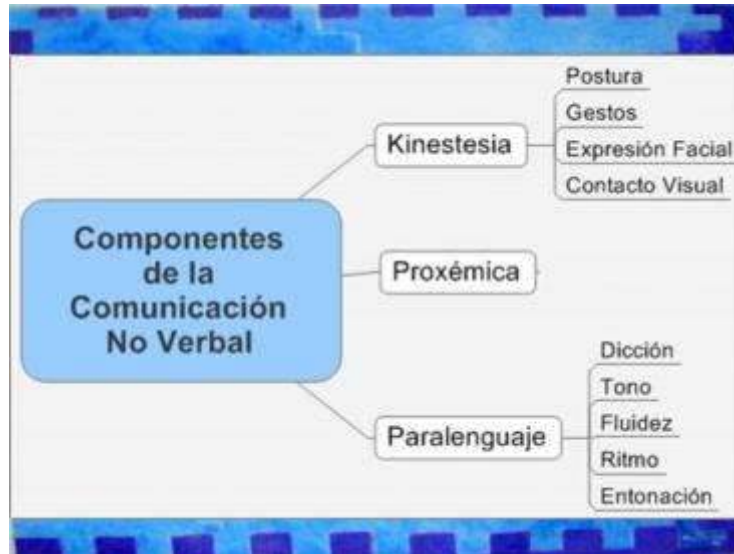 Componentes
de la
Comunicación
No Verbal
Kinestesia
Postura
Gestos
Expresión Facial
Contacto Visual
Proxémica
Paralenguaje
Dicción
Tono
Fluidez
Ritmo
Entonación